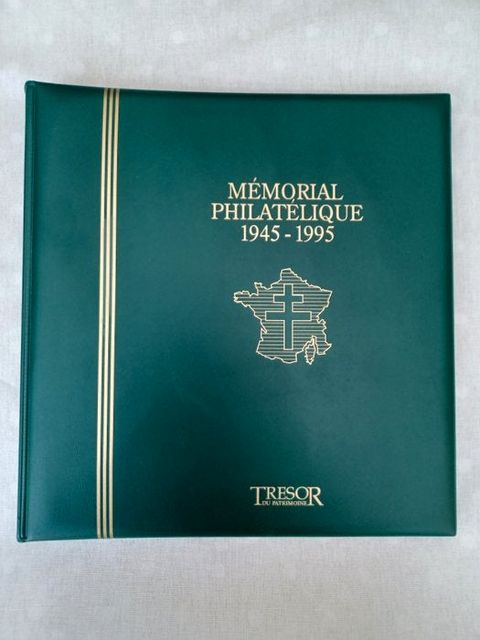 MÉMORIAL
PHILATÉLIQUE
1945-1995
TRESOR
DU PATRIMOINE